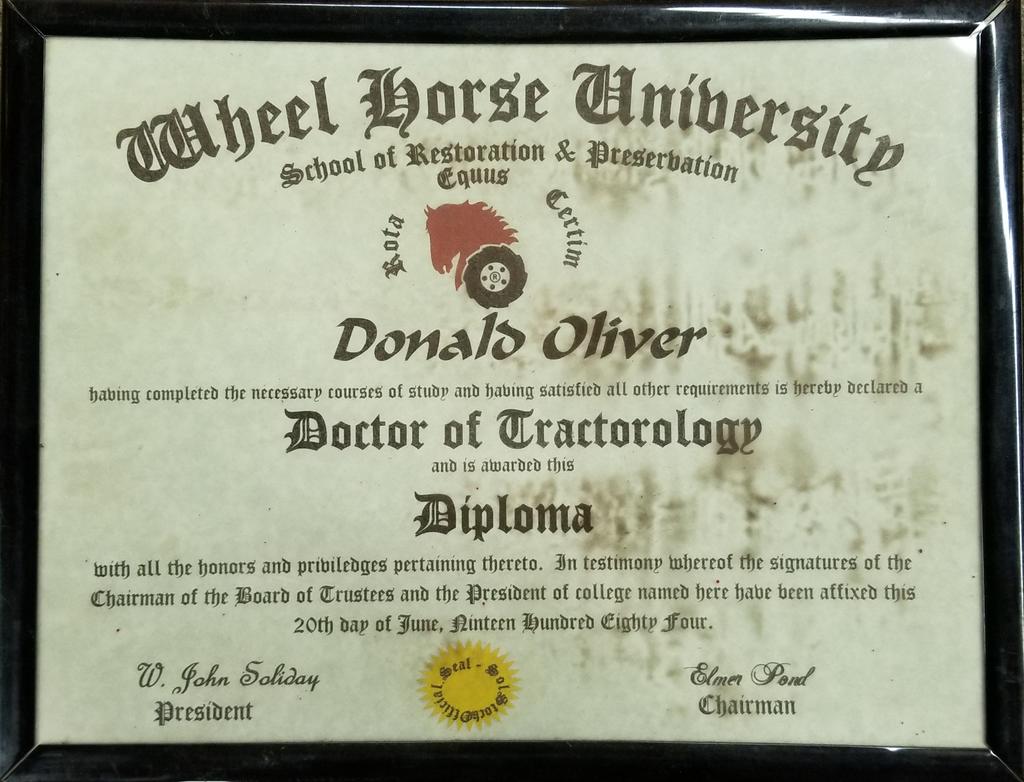 Wheel Horse University
School of Restoration & Preservation
Rota Equus Certim
®
Donald Oliver
having completed the necessary courses of study and having satisfied all other requirements is hereby declared a
Doctor of Tractorology
and is awarded this
Diploma
with all the honors and priviledges pertaining thereto. In testimony whereof the signatures of the
Chairman of the Board of Trustees and the President of college named here have been affixed this
20th day of June, Ninteen Hundred Eighty Four.
W. John Soliday
President
Official Seal -
Elmer Pond
Chairman